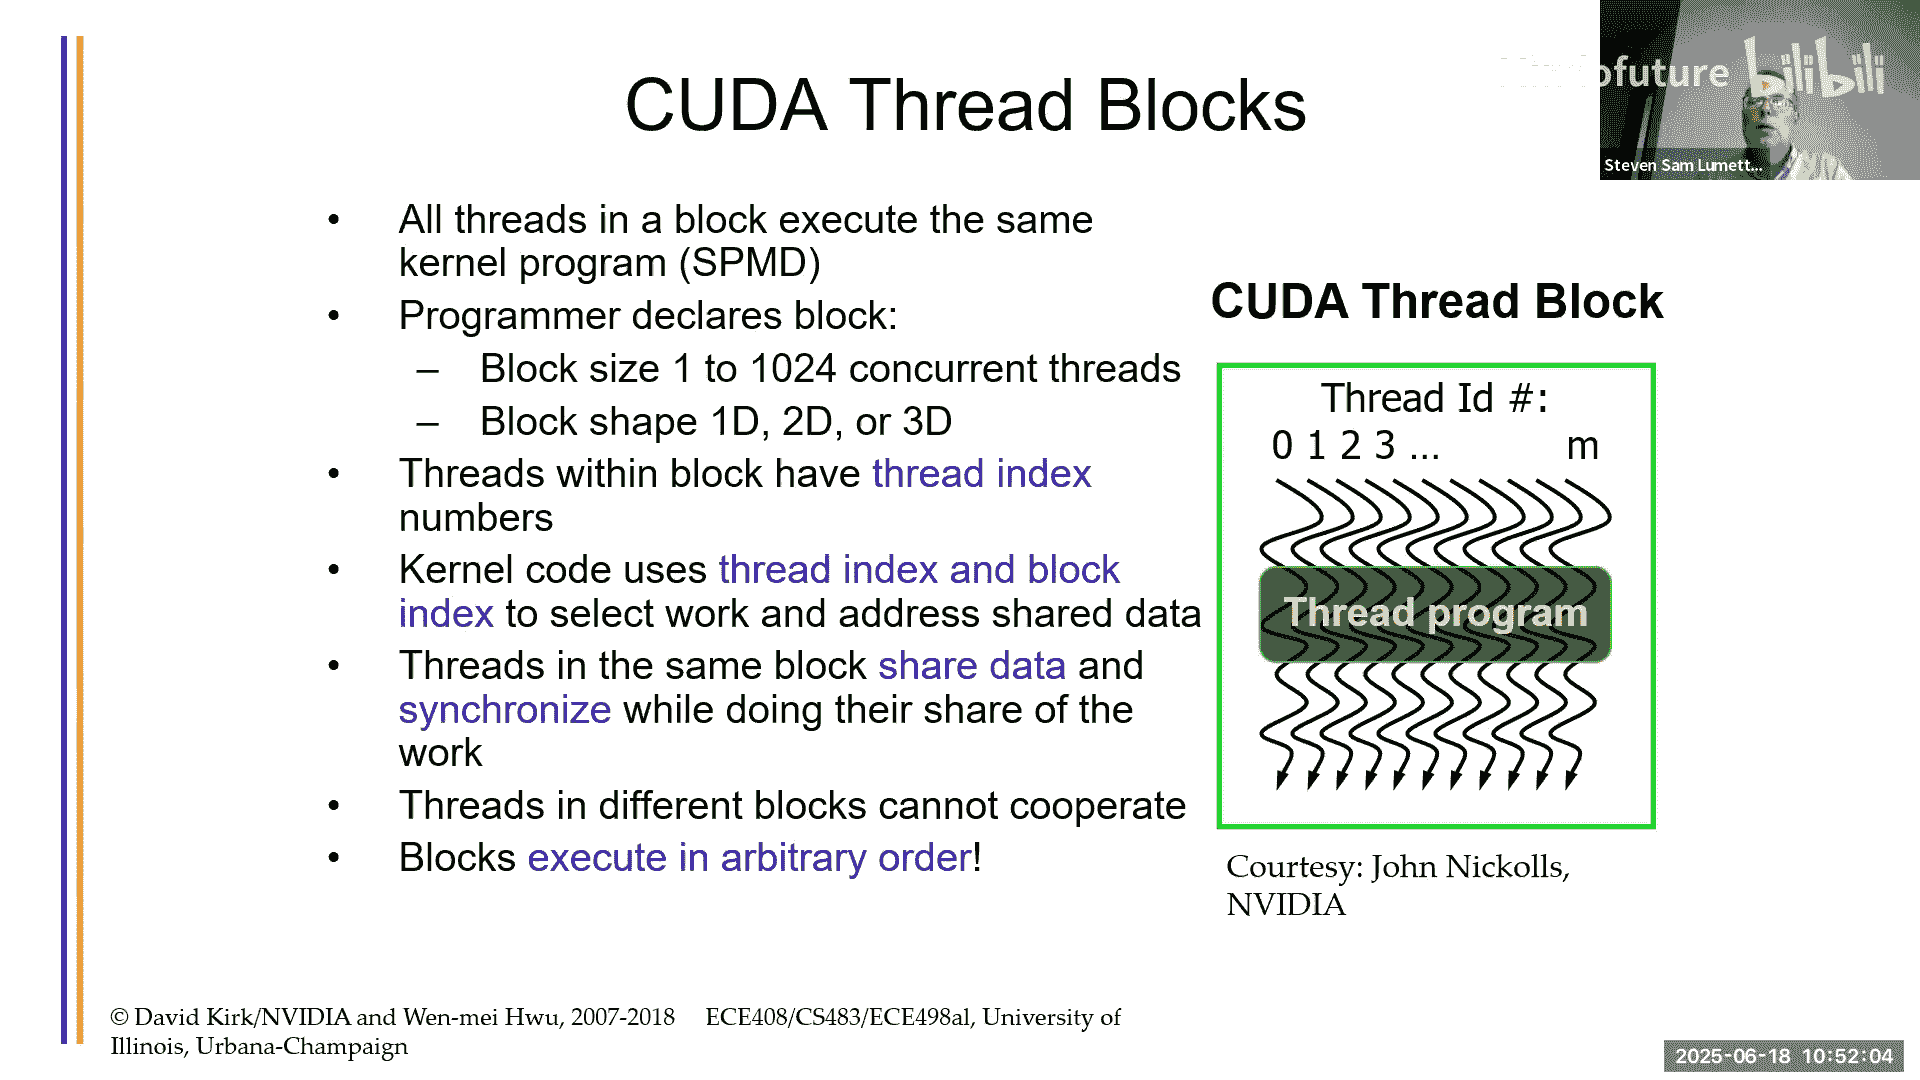 CUDA Thread Blocks
bilibili
Steven Sam Lumett...
• All threads in a block execute the same
kernel program (SPMD)
• Programmer declares block:
– Block size 1 to 1024 concurrent threads
– Block shape 1D, 2D, or 3D
• Threads within block have thread index
numbers
• Kernel code uses thread index and block
index to select work and address shared data
• Threads in the same block share data and
synchronize while doing their share of the
work
• Threads in different blocks cannot cooperate
• Blocks execute in arbitrary order!
CUDA Thread Block
Thread Id #:
0 1 2 3 ... m
Thread program
Courtesy: John Nickolls,
NVIDIA
© David Kirk/NVIDIA and Wen-mei Hwu, 2007-2018 ECE408/CS483/ECE498al, University of
Illinois, Urbana-Champaign
2025-06-18 10:52:04